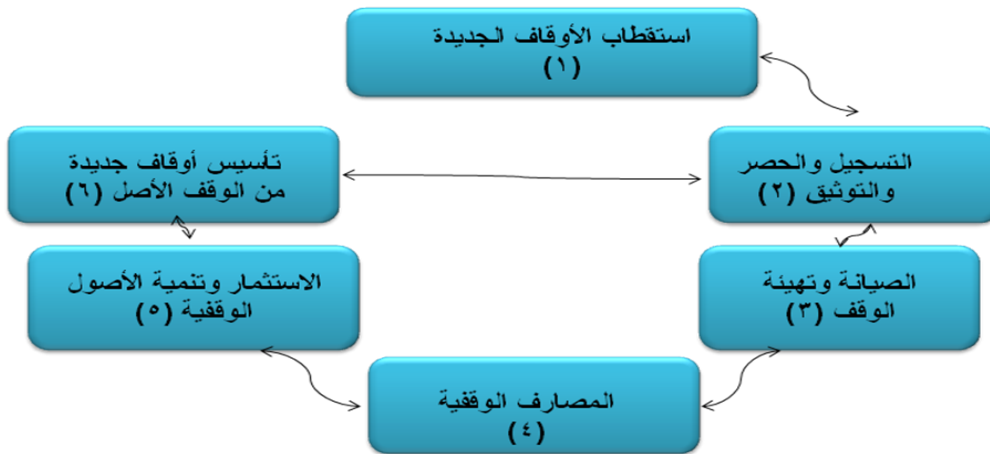 استقطاب الأوقاف الجديدة
(١)
التسجيل والحصر
والتوثيق (٢)
الصيانة وتهيئة
الوقف (٣)
المصارف الوقفية
(٤)
الاستثمار وتنمية الأصول
الوقفية (٥)
تأسيس أوقاف جديدة
من الوقف الأصل (٦)